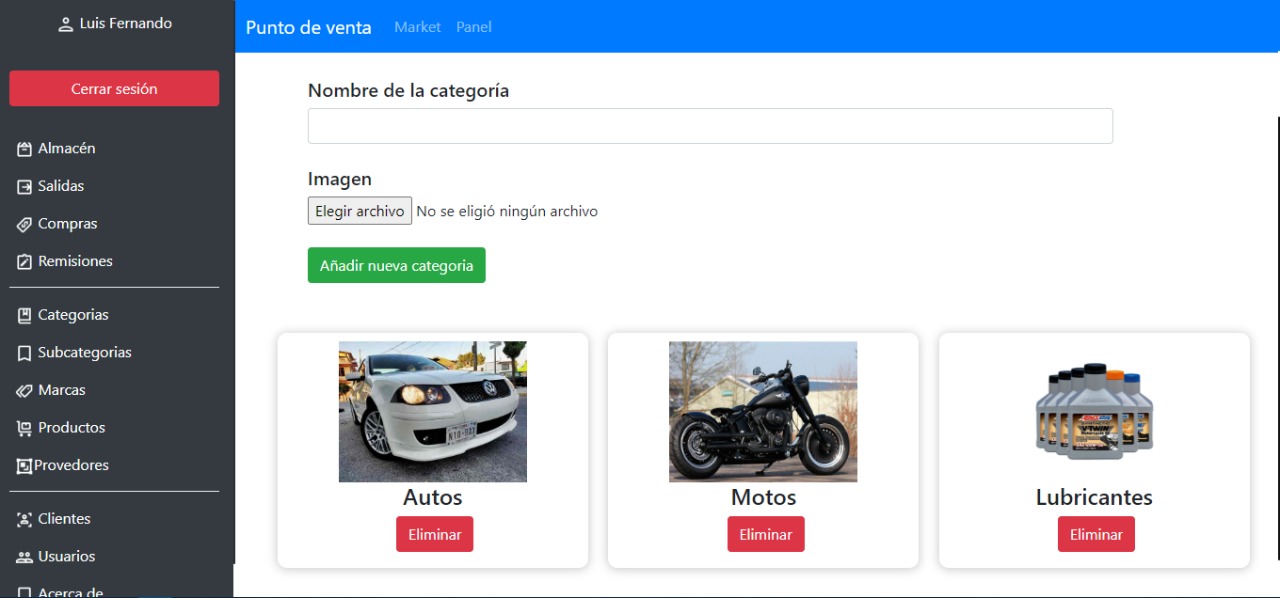 Luis Fernando
Cerrar sesión
Almacén
Salidas
Compras
Remisiones
Categorias
Subcategorias
Marcas
Productos
Provedores
Clientes
Usuarios
Acerca de
Punto de venta Market Panel
Nombre de la categoría
Imagen
Elegir archivo No se eligió ningún archivo
Añadir nueva categoria
Autos
Eliminar
Motos
Eliminar
V-TWIN
Lubricantes
Eliminar